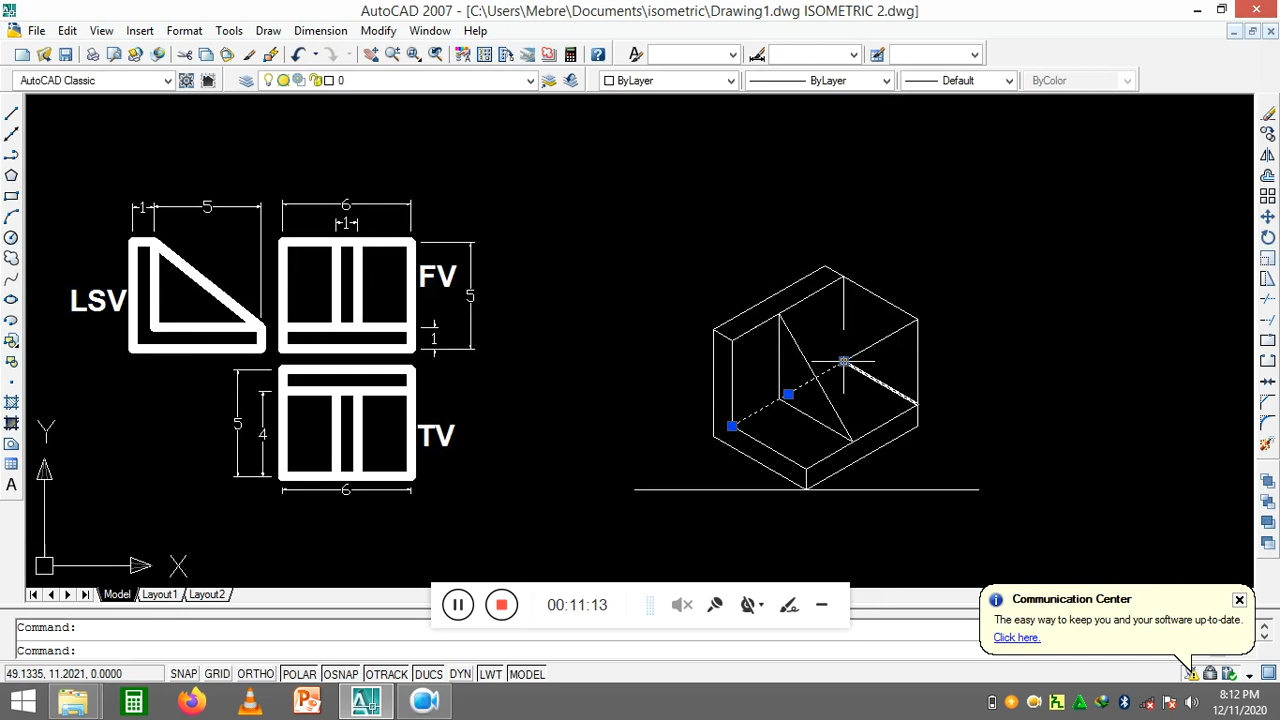 AutoCAD 2007 - [C:\Users\Mebre\Documents\isometric\Drawing1.dwg ISOMETRIC 2.dwg]
File Edit View Insert Format Tools Draw Dimension Modify Window Help
AutoCAD Classic 0 ByLayer ByLayer Default ByColor
1 5 6
1
LSV FV
5
1
5 4 TV
6
Y
X
A
Model Layout1 Layout2
00:11:13
Communication Center
The easy way to keep you and your software up-to-date.
Click here.
Command:
Command:
49.1335, 11.2021, 0.0000 SNAP GRID ORTHO POLAR OSNAP OTRACK DUCS DYN LWT MODEL
8:12 PM
12/11/2020